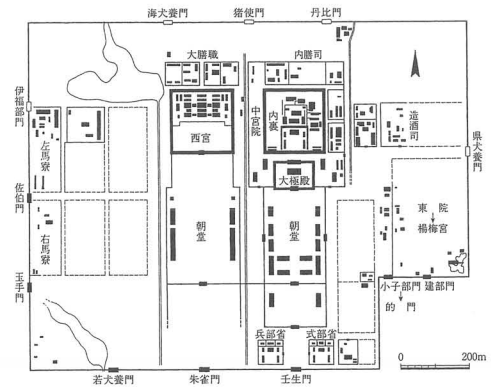 海犬養門
猪使門
丹比門
大膳職
内膳司
伊福部門
左馬寮
西宮
中宮院
内裏
造酒司
県犬養門
大極殿
佐伯門
右馬寮
朝堂
朝堂
東院
楊梅宮
玉手門
小子部門
建部門
的門
兵部省
式部省
若犬養門
朱雀門
壬生門
0
200m